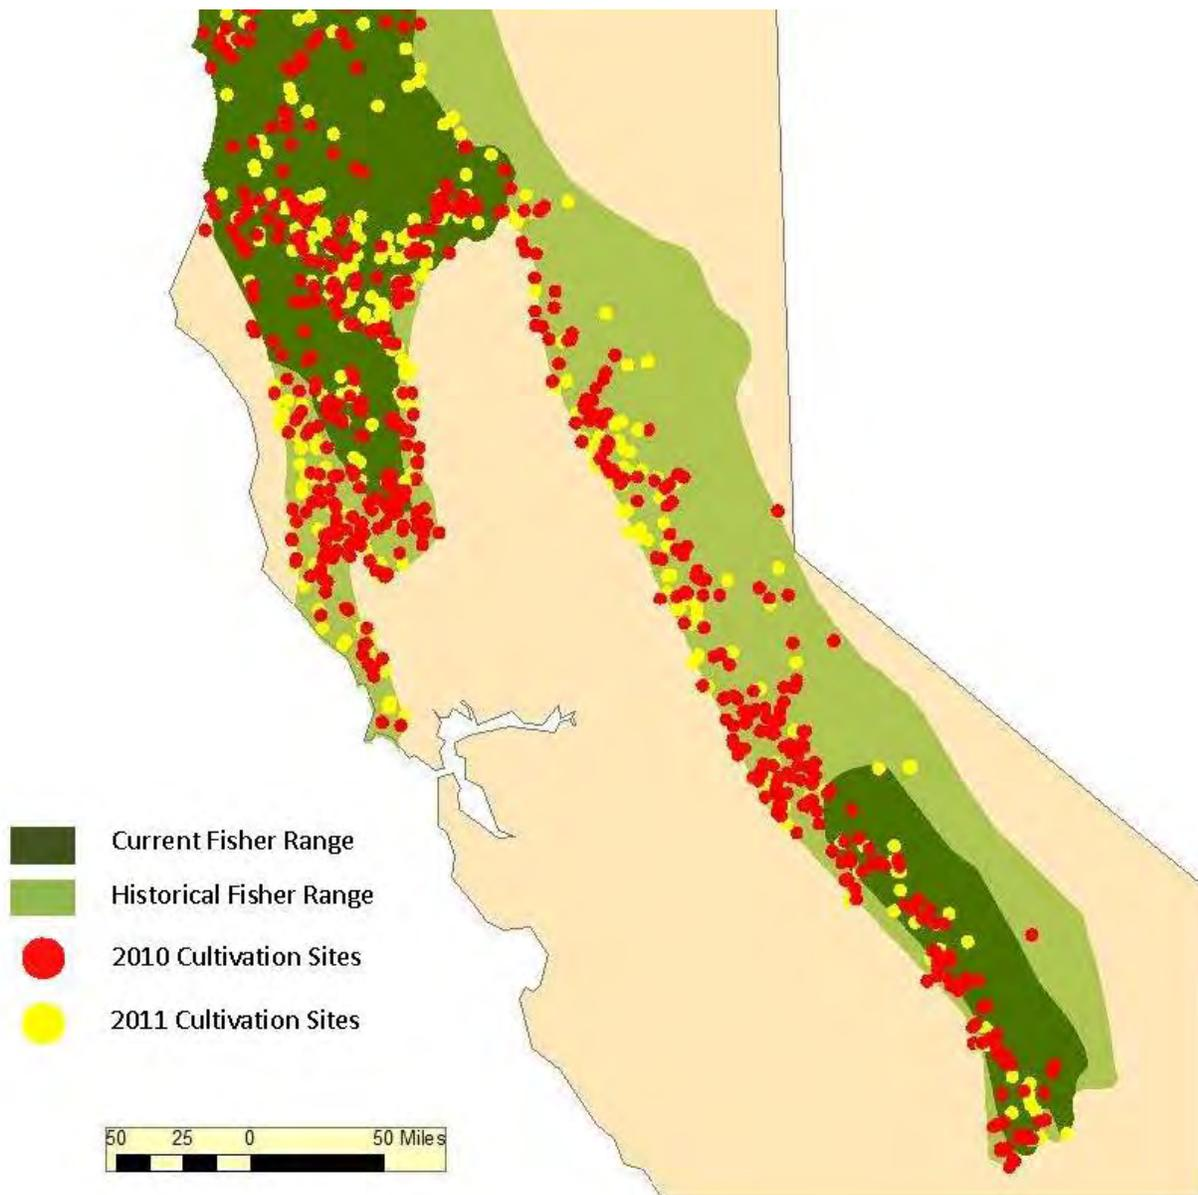 Current Fisher Range
Historical Fisher Range
2010 Cultivation Sites
2011 Cultivation Sites
50 25 0 50 Miles